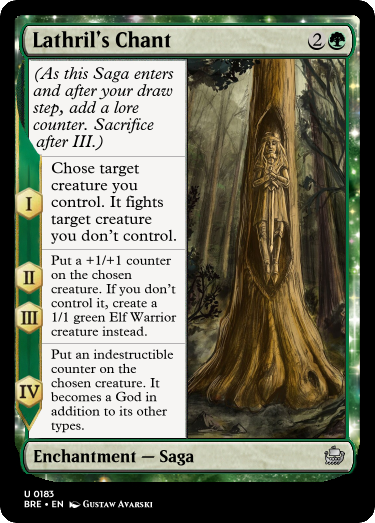 Lathril's Chant 2
(As this Saga enters
and after your draw
step, add a lore
counter. Sacrifice
after III.)
I
Chose target
creature you
control. It fights
target creature
you don't control.
II
III
Put a +1/+1 counter
on the chosen
creature. If you don't
control it, create a
1/1 green Elf Warrior
creature instead.
IV
Put an indestructible
counter on the
chosen creature. It
becomes a God in
addition to its other
types.
Enchantment — Saga
U 0183
BRE • EN Gustaw Avarski